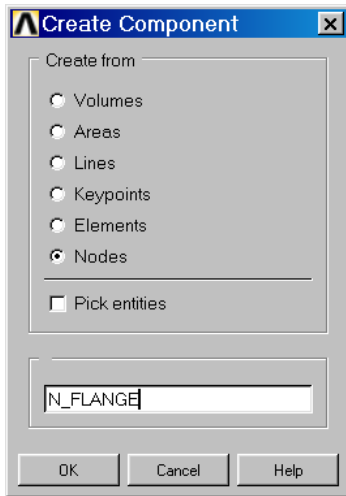 Create Component
Create from
Volumes
Areas
Lines
Keypoints
Elements
Nodes
Pick entities
N_FLANGE
OK Cancel Help